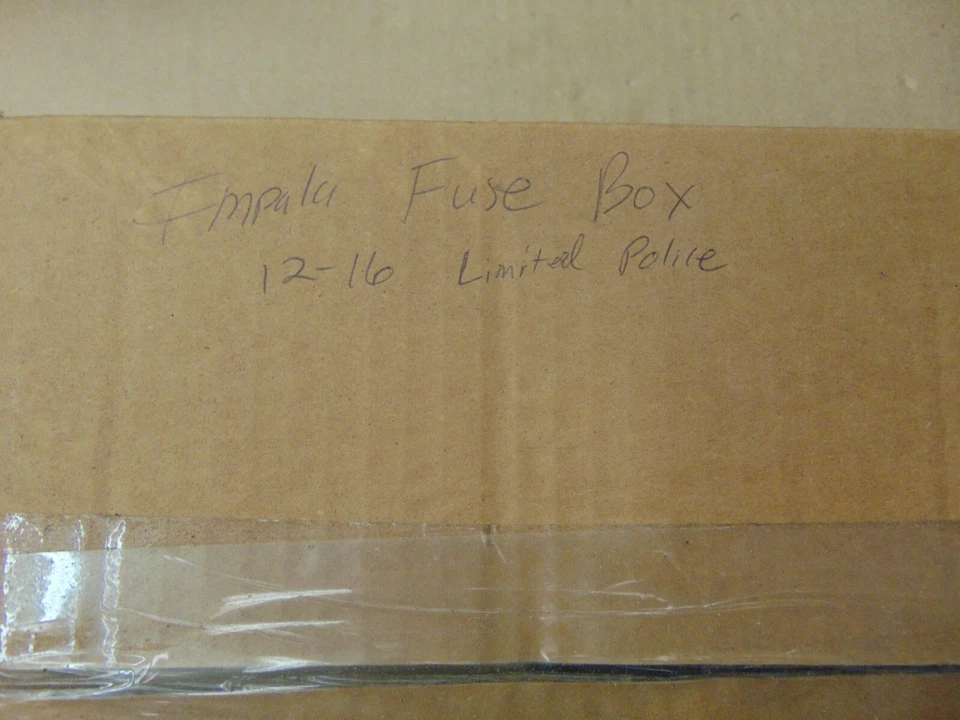 Impala Fuse Box
12-16 Limited Police